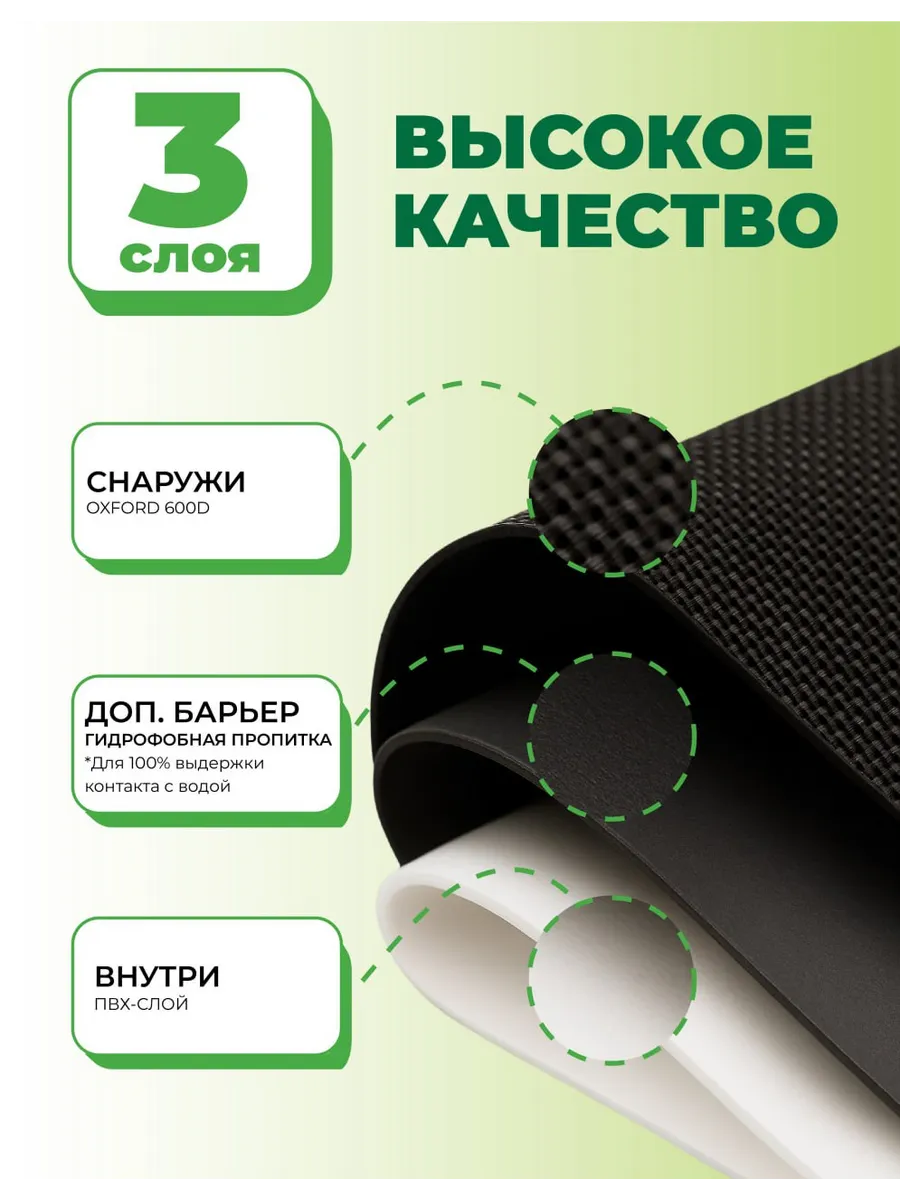 3
слоя
ВЫСОКОЕ
КАЧЕСТВО
СНАРУЖИ
OXFORD 600D
ДОП. БАРЬЕР
ГИДРОФОБНАЯ ПРОПИТКА
*Для 100% выдержки
контакта с водой
ВНУТРИ
ПВХ-СЛОЙ